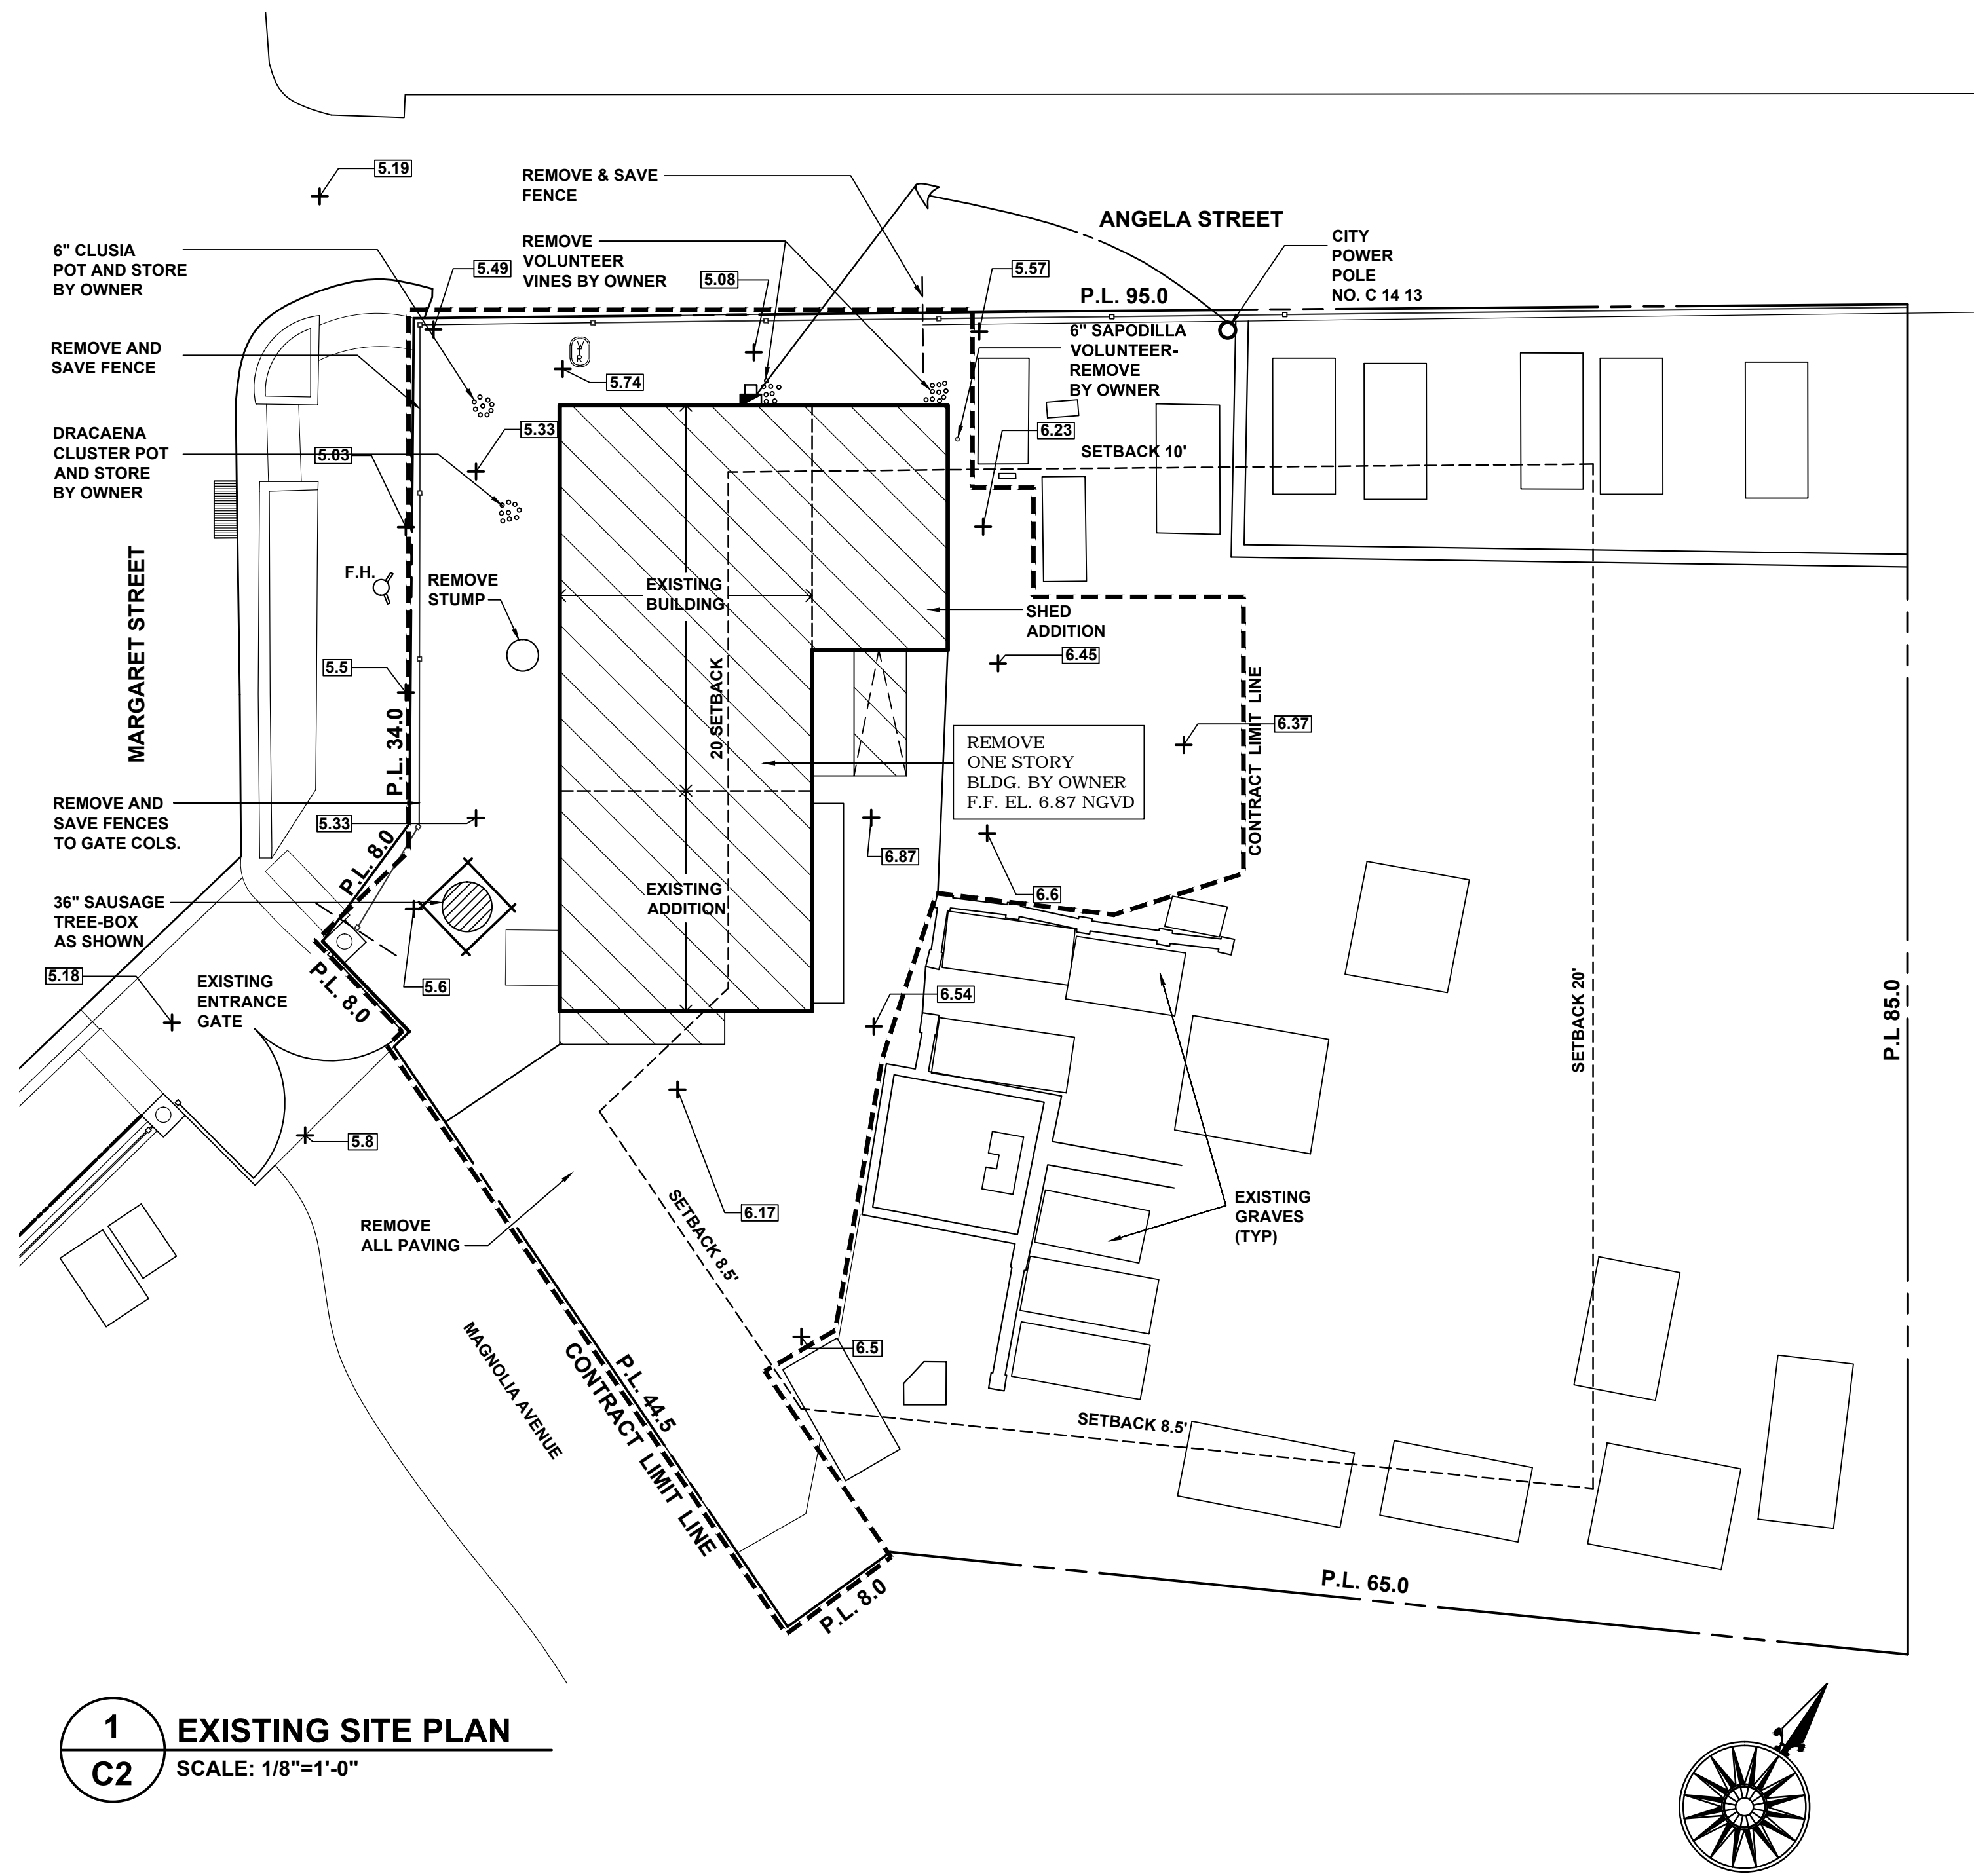 5.19
REMOVE & SAVE
FENCE
ANGELA STREET
CITY
POWER
POLE
NO. C 14 13
6" CLUSIA
POT AND STORE
BY OWNER
REMOVE
VOLUNTEER
VINES BY OWNER
5.49
5.08
5.57
P.L. 95.0
6" SAPODILLA
VOLUNTEER-
REMOVE
BY OWNER
REMOVE AND
SAVE FENCE
WTR
5.74
DRACAENA
CLUSTER POT
AND STORE
BY OWNER
5.03
5.33
6.23
SETBACK 10'
MARGARET STREET
F.H.
REMOVE
STUMP
EXISTING
BUILDING
SHED
ADDITION
5.5
6.45
P.L. 34.0
20 SETBACK
CONTRACT LIMIT LINE
6.37
REMOVE
ONE STORY
BLDG. BY OWNER
F.F. EL. 6.87 NGVD
REMOVE AND
SAVE FENCES
TO GATE COLS.
5.33
P.L. 8.0
6.87
36" SAUSAGE
TREE-BOX
AS SHOWN
EXISTING
ADDITION
6.6
5.18
EXISTING
ENTRANCE
GATE
P.L. 8.0
5.6
6.54
SETBACK 20'
P.L 85.0
5.8
6.17
REMOVE
ALL PAVING
SETBACK 8.5'
EXISTING
GRAVES
(TYP)
MAGNOLIA AVENUE
P.L. 44.5
CONTRACT LIMIT LINE
6.5
SETBACK 8.5'
P.L. 8.0
P.L. 65.0
1
C2
EXISTING SITE PLAN
SCALE: 1/8"=1'-0"